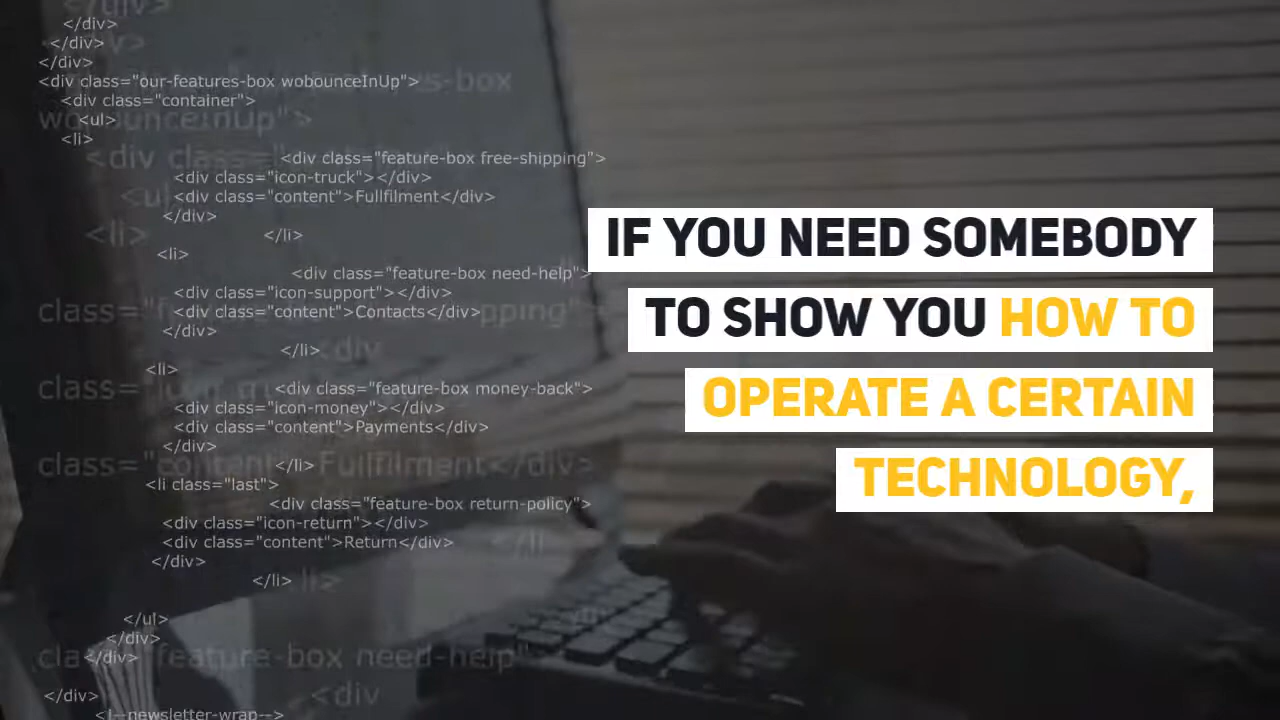 </div>
</div>
</div>
<div class="our-features-box wobounceInUp">
<div class="container">
<ul>
<li>
<div class="feature-box free-shipping">
<div class="icon-truck"></div>
<div class="content">Fullfilment</div>
</div>
</li>
<li>
<div class="feature-box need-help">
<div class="icon-support"></div>
<div class="content">Contacts</div>
</div>
</li>
<li>
<div class="feature-box money-back">
<div class="icon-money"></div>
<div class="content">Payments</div>
</div>
</li>
<li class="last">
<div class="feature-box return-policy">
<div class="icon-return"></div>
<div class="content">Return</div>
</div>
</li>
</ul>
</div>
</div>
</div>
<!--newsletter-wrap-->
IF YOU NEED SOMEBODY
TO SHOW YOU HOW TO
OPERATE A CERTAIN
TECHNOLOGY,